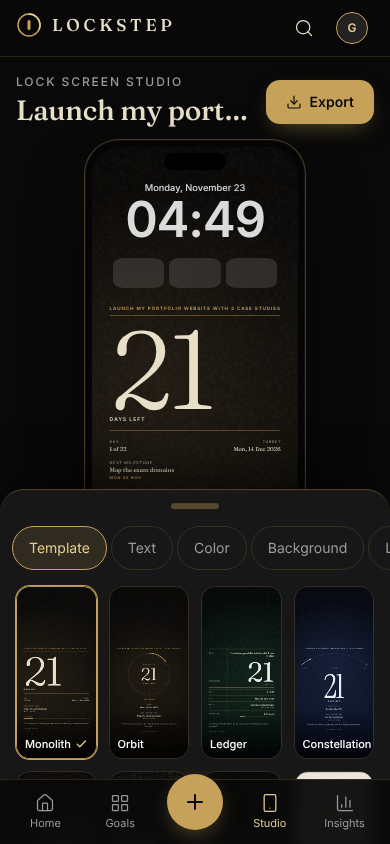 LOCKSTEP
G
LOCK SCREEN STUDIO
Launch my port...
Export
Monday, November 23
04:49
LAUNCH MY PORTFOLIO WEBSITE WITH 3 CASE STUDIES
21
DAYS LEFT
DAY
TARGET
1 of 22
Mon, 14 Dec 2026
NEXT MILESTONE
Map the exam domains
MON 30 NOV
Template
Text
Color
Background
L
21
21
21
21
Monolith
Orbit
Ledger
Constellation
Home
Goals
Studio
Insights